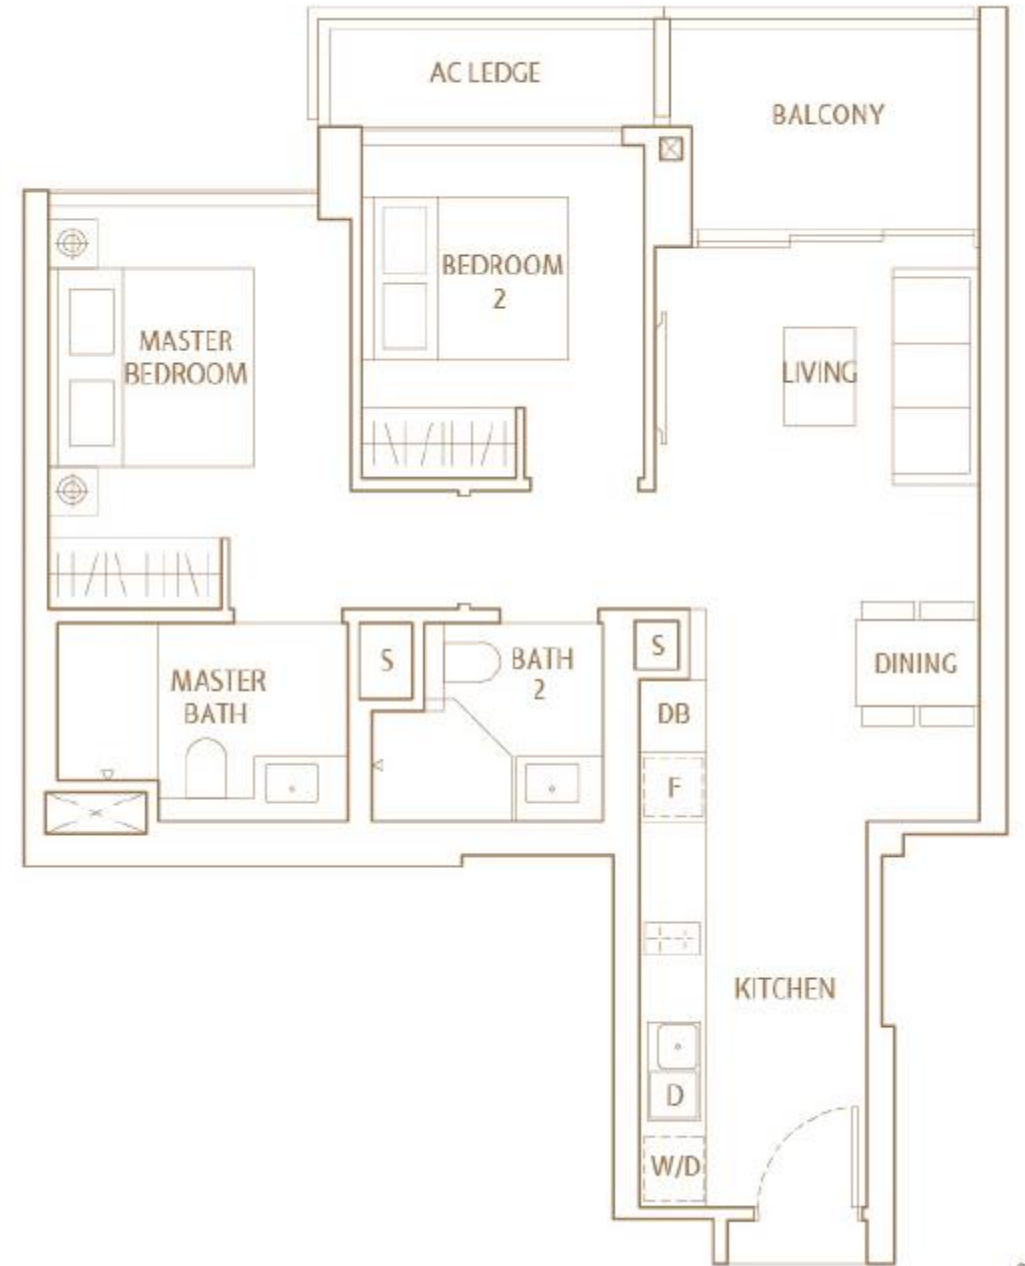 AC LEDGE
BALCONY
BEDROOM
2
MASTER
BEDROOM
LIVING
S
BATH
2
S
DINING
MASTER
BATH
DB
F
KITCHEN
D
W/D